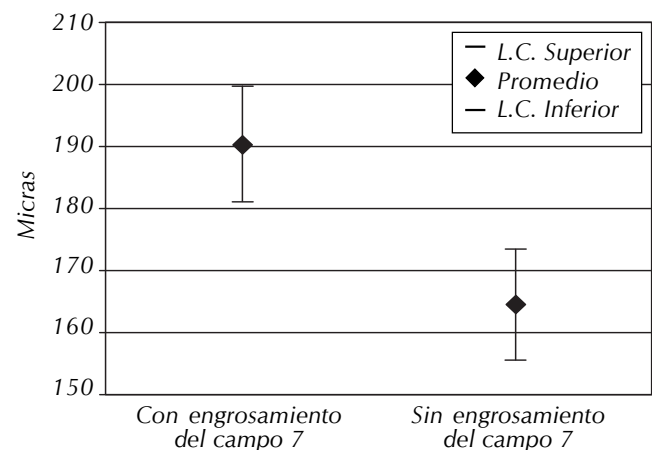 210
200
190
180
170
160
150
Micras
L.C. Superior
Promedio
L.C. Inferior
Con engrosamiento
del campo 7
Sin engrosamiento
del campo 7